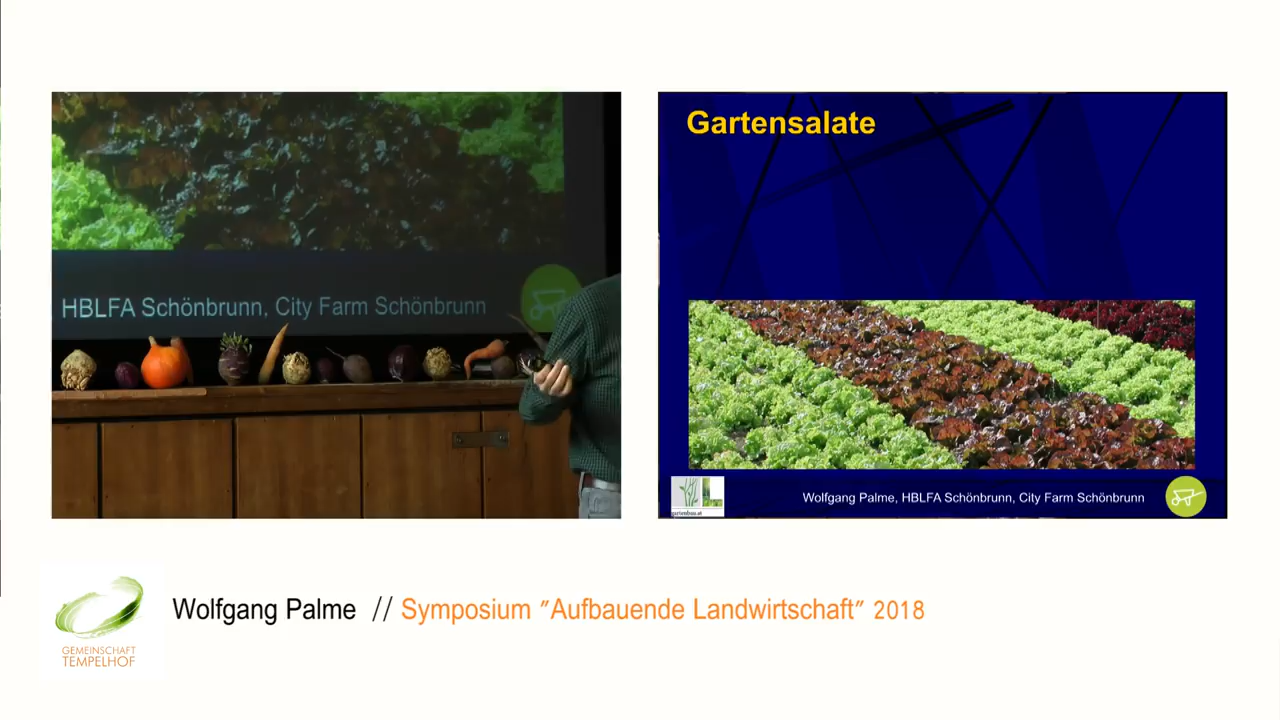 Gartensalate
HBLFA Schönbrunn, City Farm Schönbrunn
Wolfgang Palme, HBLFA Schönbrunn, City Farm Schönbrunn
Wolfgang Palme // Symposium "Aufbauende Landwirtschaft" 2018
GEMEINSCHAFT
TEMPELHOF